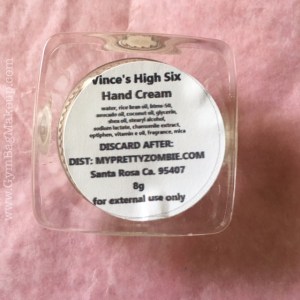 Vince's High Six
Hand Cream
water, rice bran oil, btms
avocado oil, coconut oil, glycerin,
shea oil, stearyl alcohol,
sodium lactate, chamomile extract,
optiphen, vitamin e oil, fragrance, mica
DISCARD AFTER:
DIST: MYPRETTYZOMBIE.COM
Santa Rosa Ca. 95407
8g
for external use only